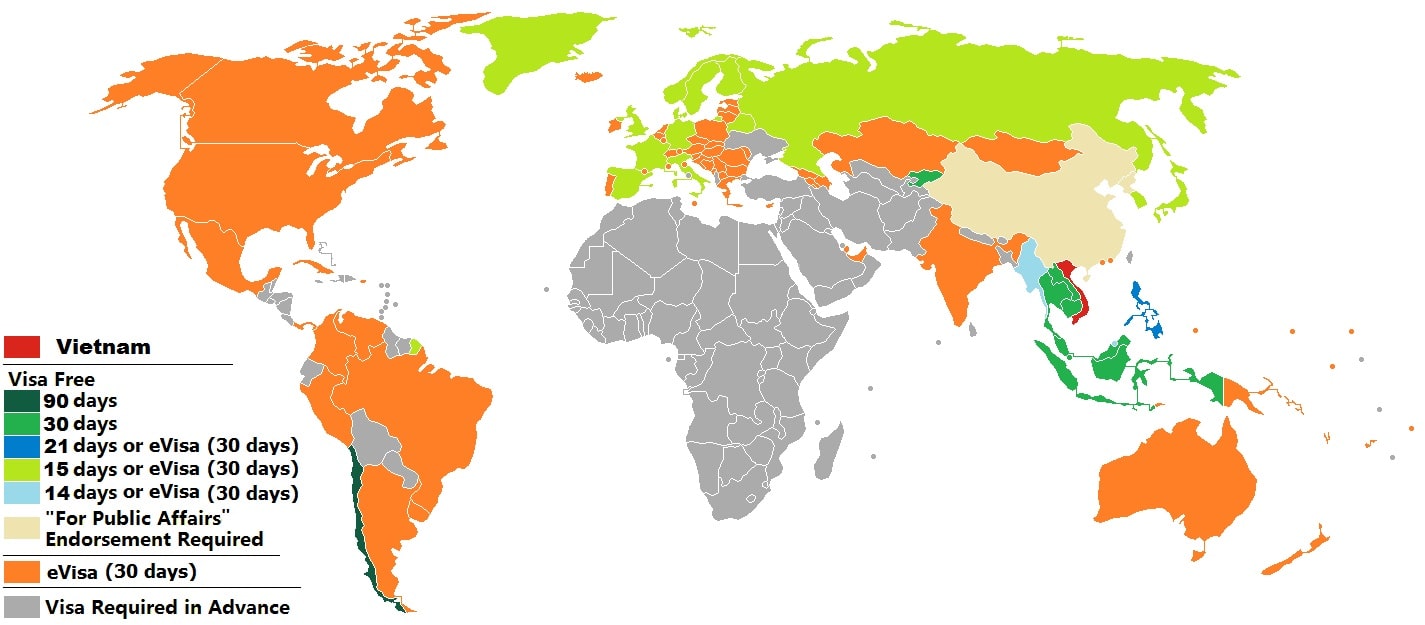 Vietnam
Visa Free
90 days
30 days
21 days or eVisa (30 days)
15 days or eVisa (30 days)
14 days or eVisa (30 days)
"For Public Affairs"
Endorsement Required
eVisa (30 days)
Visa Required in Advance